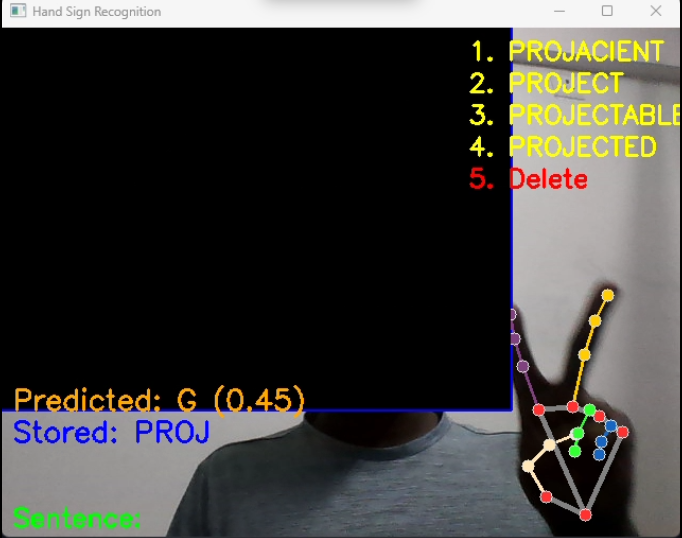 Hand Sign Recognition
1. PROJACIENT
2. PROJECT
3. PROJECTABLE
4. PROJECTED
5. Delete
Predicted: G (0.45)
Stored: PROJ
Sentence: